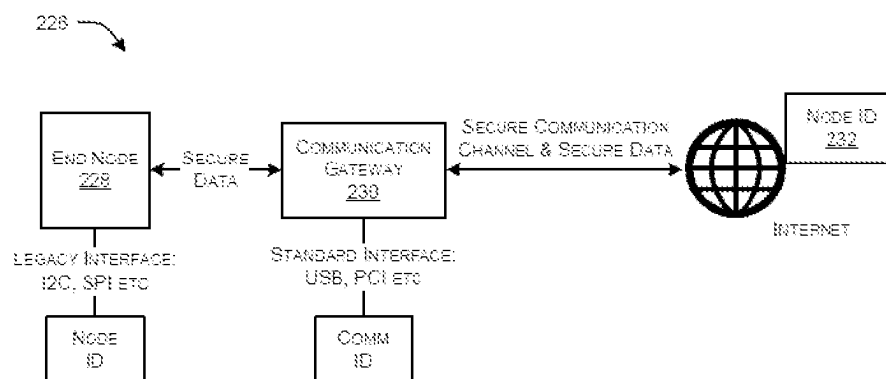 226
END NODE
228
SECURE
DATA
COMMUNICATION
GATEWAY
230
SECURE COMMUNICATION
CHANNEL & SECURE DATA
NODE ID
232
INTERNET
LEGACY INTERFACE:
I2C, SPI ETC
STANDARD INTERFACE:
USB, PCI ETC
NODE
ID
COMM
ID